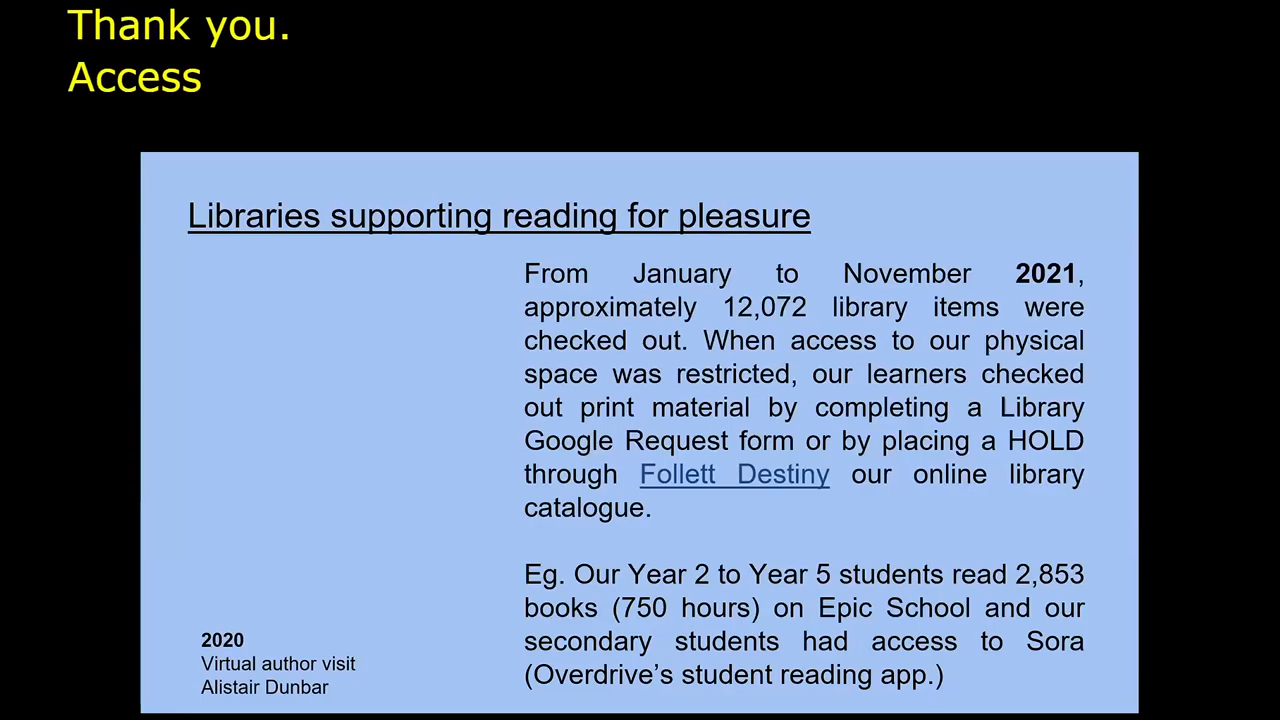 Thank you.
Access
Libraries supporting reading for pleasure
From January to November 2021,
approximately 12,072 library items were
checked out. When access to our physical
space was restricted, our learners checked
out print material by completing a Library
Google Request form or by placing a HOLD
through Follett Destiny our online library
catalogue.
Eg. Our Year 2 to Year 5 students read 2,853
books (750 hours) on Epic School and our
secondary students had access to Sora
(Overdrive’s student reading app.)
2020
Virtual author visit
Alistair Dunbar